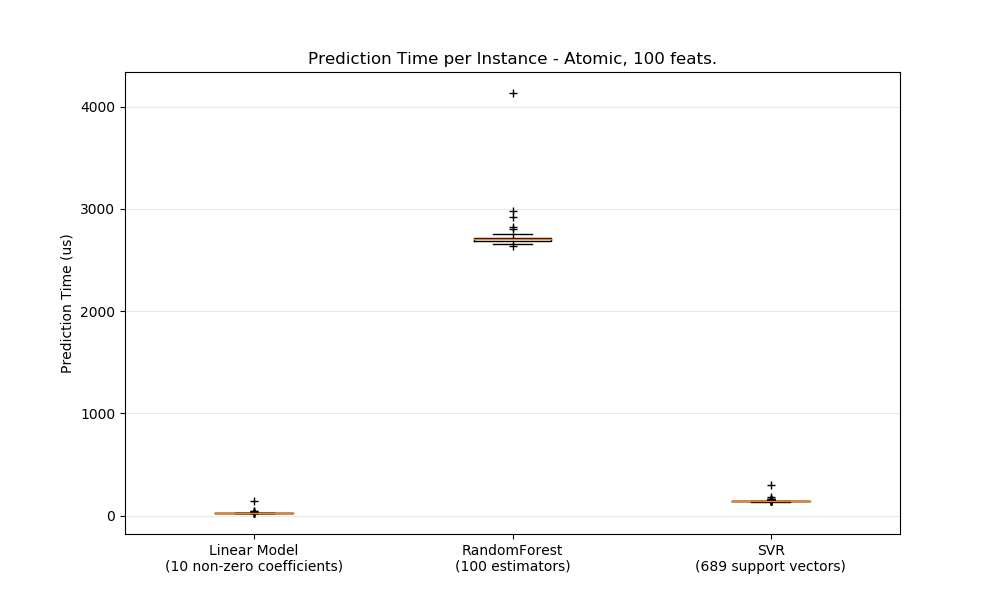 Prediction Time per Instance - Atomic, 100 feats.
Prediction Time (us)
4000
3000
2000
1000
0
Linear Model
(10 non-zero coefficients)
RandomForest
(100 estimators)
SVR
(689 support vectors)